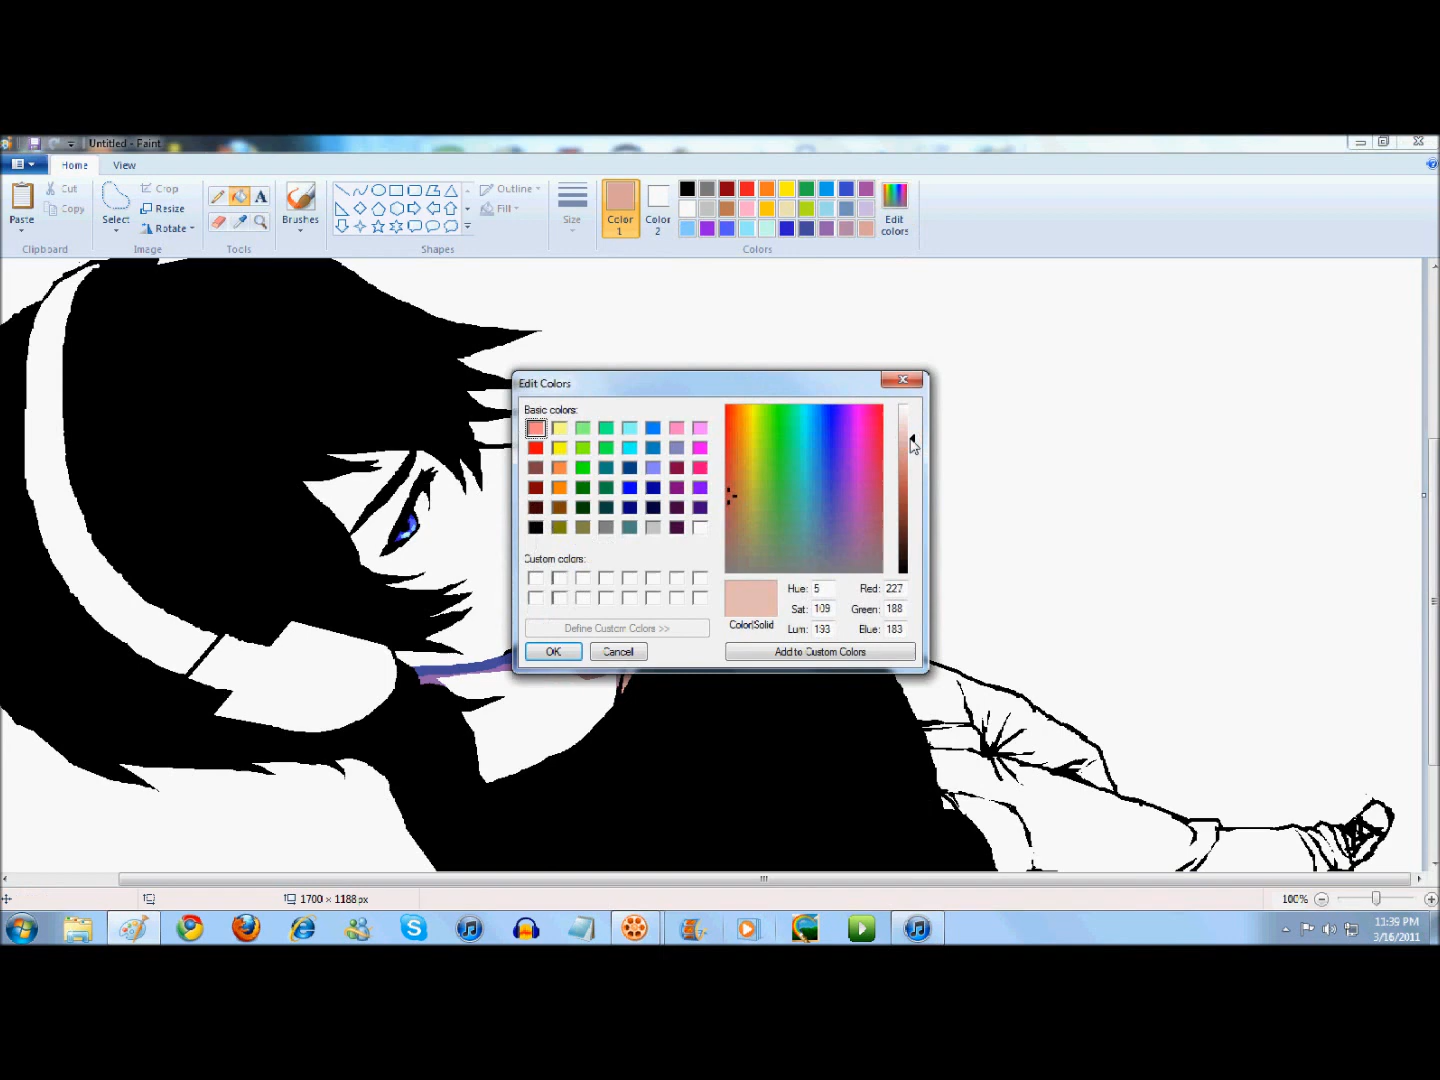 Untitled - Paint
Home View
Paste
Cut
Copy
Clipboard
Select
Crop
Resize
Rotate
Image
A
Tools
Brushes
Outline
Fill
Shapes
Size
Color 1
Color 2
Edit colors
Colors
Edit Colors
Basic colors:
Custom colors:
Define Custom Colors >>
OK Cancel
Color|Solid
Hue: 5 Red: 227
Sat: 109 Green: 188
Lum: 193 Blue: 183
Add to Custom Colors
1700 × 1188px
100%
11:39 PM
3/16/2011